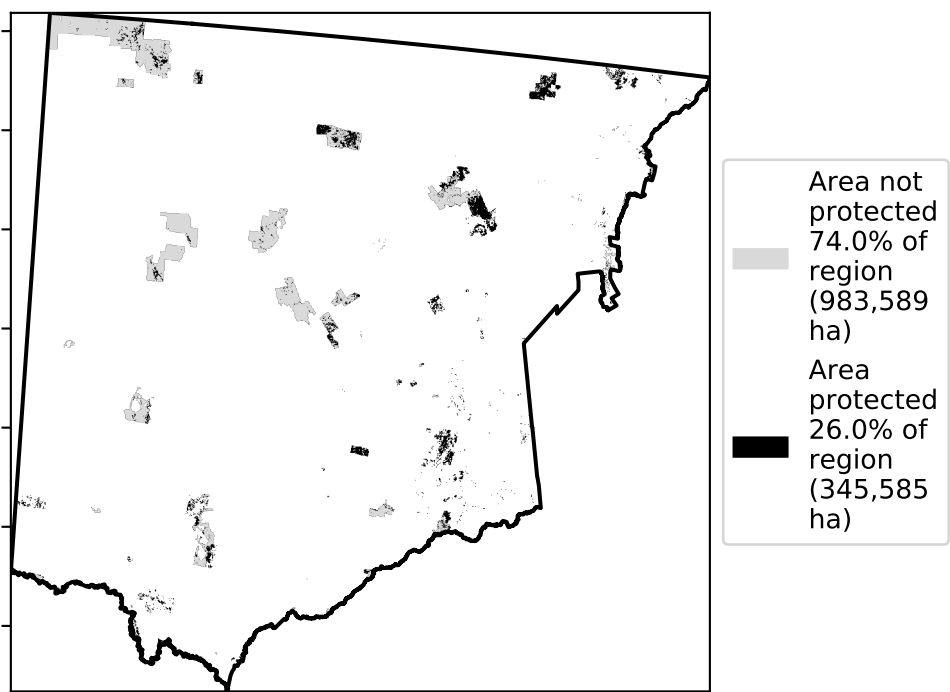 Area not
protected
74.0% of
region
(983,589
ha)
Area
protected
26.0% of
region
(345,585
ha)